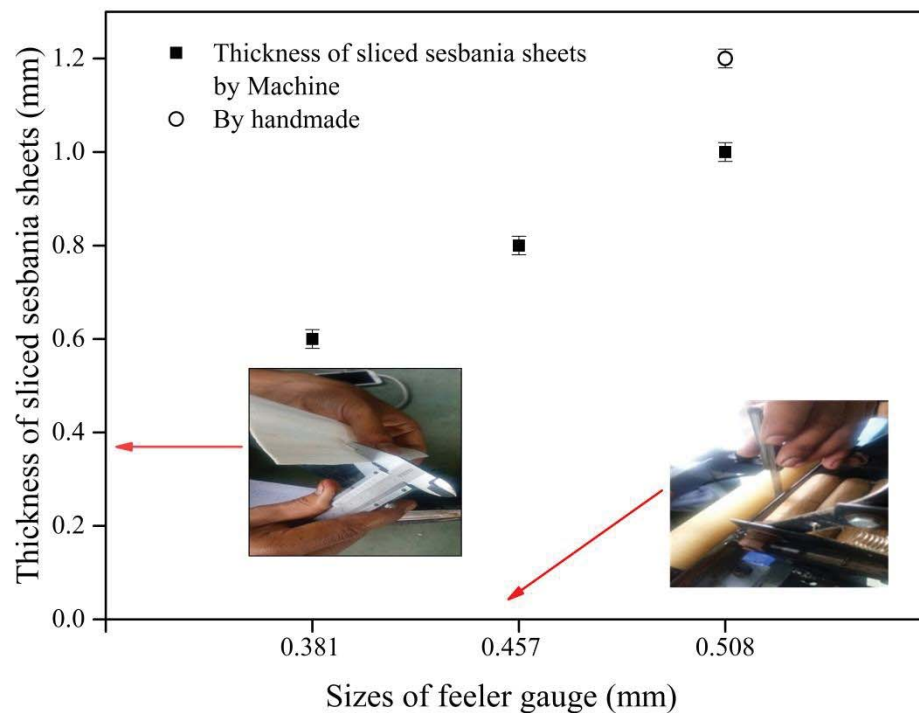 Thickness of sliced sesbania sheets (mm)
1.2
1.0
0.8
0.6
0.4
0.2
0.0
Thickness of sliced sesbania sheets
by Machine
By handmade
0.381
0.457
0.508
Sizes of feeler gauge (mm)